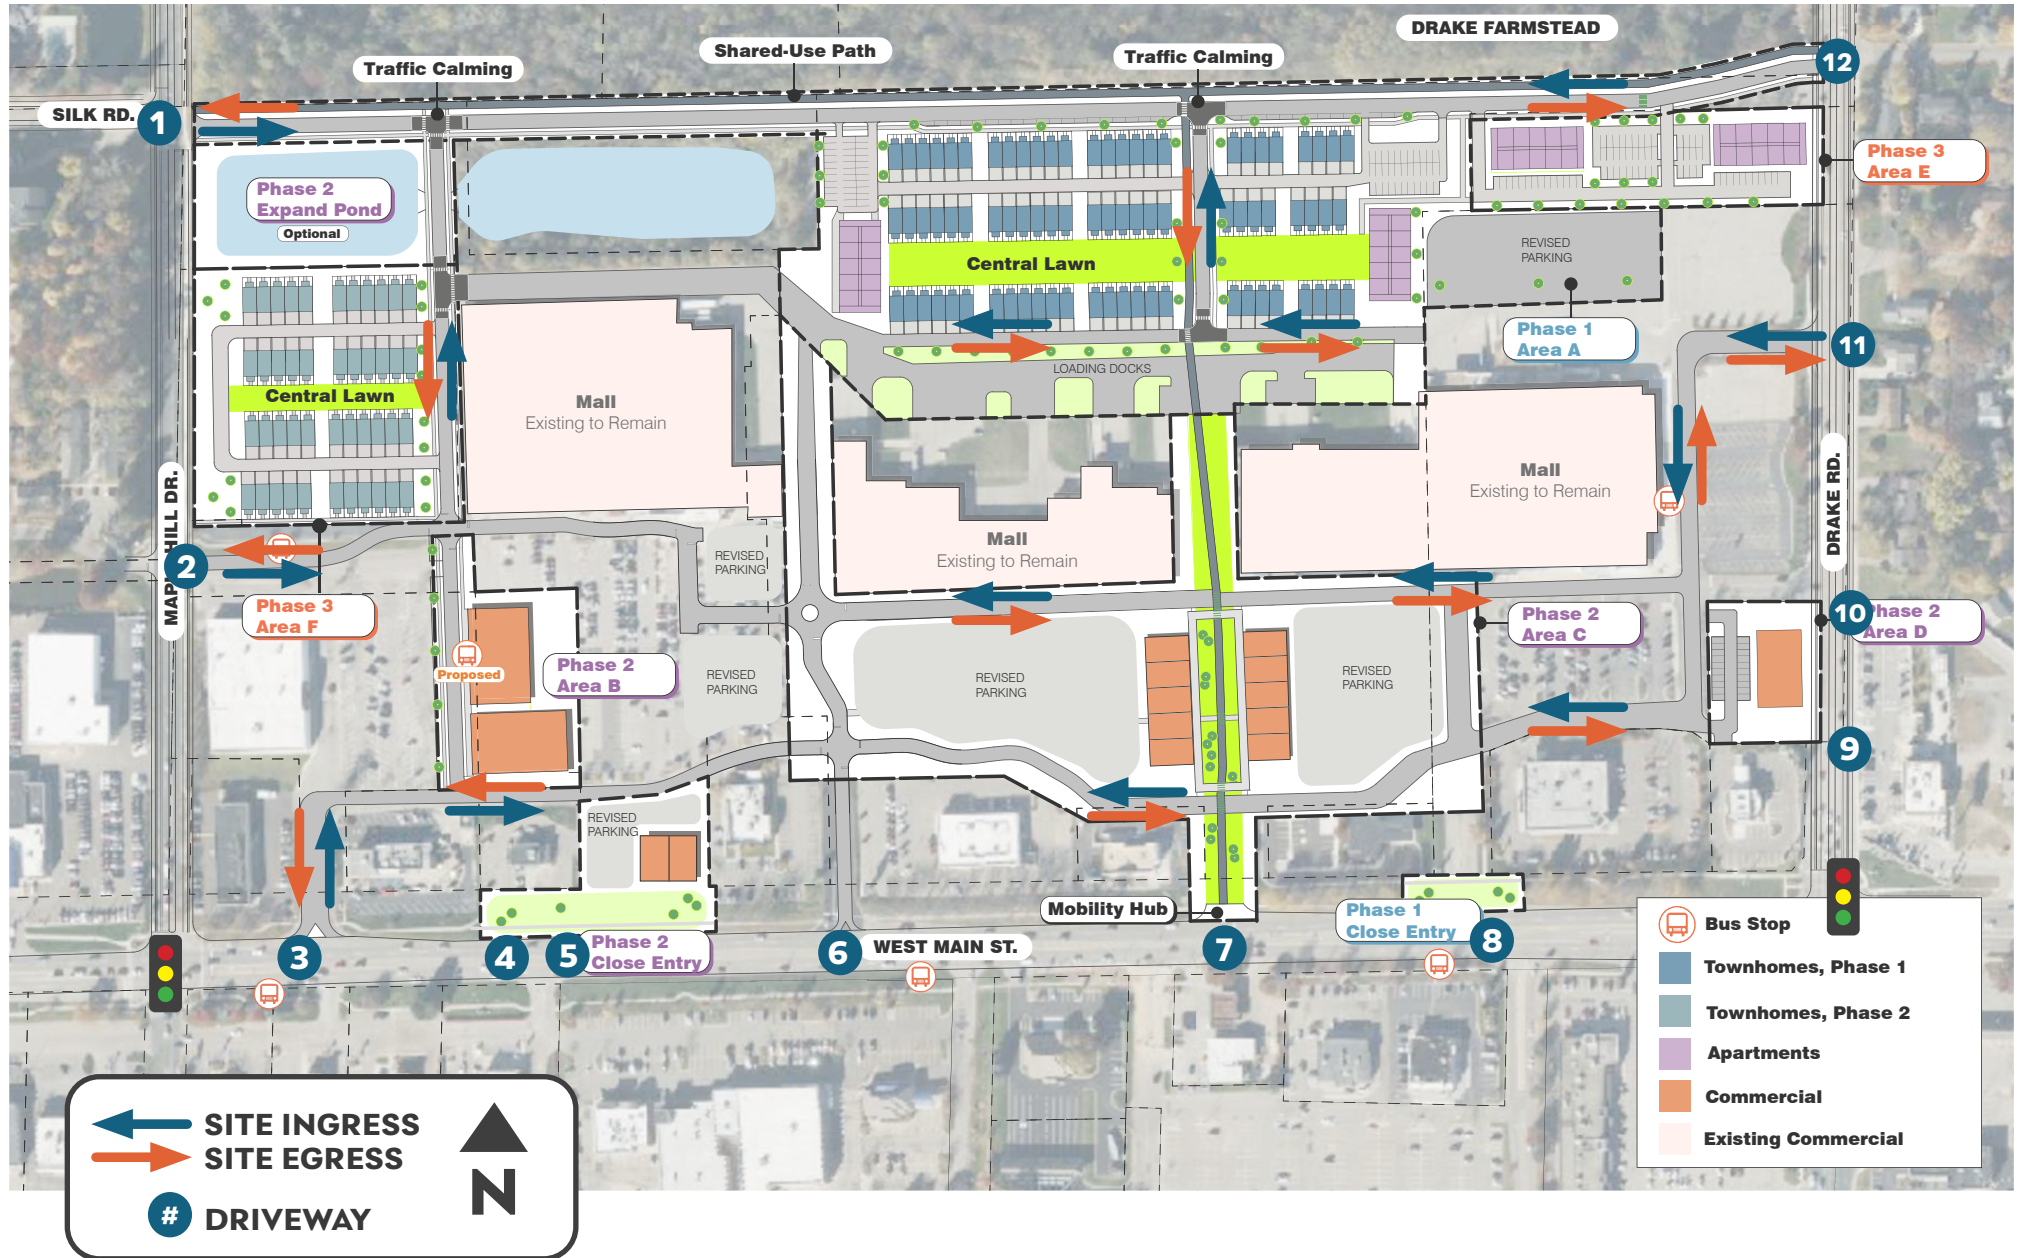 DRAKE FARMSTEAD
Shared-Use Path
Traffic Calming
Traffic Calming
12
SILK RD.
1
Phase 3
Area E
Phase 2
Expand Pond
Optional
REVISED
PARKING
Central Lawn
Phase 1
Area A
11
LOADING DOCKS
Central Lawn
Mall
Existing to Remain
Mall
Existing to Remain
Mall
Existing to Remain
DRAKE RD.
HILL DR.
2
REVISED
PARKING
Phase 3
Area F
Phase 2
Area C
10
Phase 2
Area D
Proposed
Phase 2
Area B
REVISED
PARKING
REVISED
PARKING
REVISED
PARKING
9
REVISED
PARKING
Mobility Hub
Phase 1
Close Entry
8
3
4
5
Phase 2
Close Entry
6
WEST MAIN ST.
7
Bus Stop
Townhomes, Phase 1
Townhomes, Phase 2
Apartments
Commercial
Existing Commercial
SITE INGRESS
SITE EGRESS
N
# DRIVEWAY